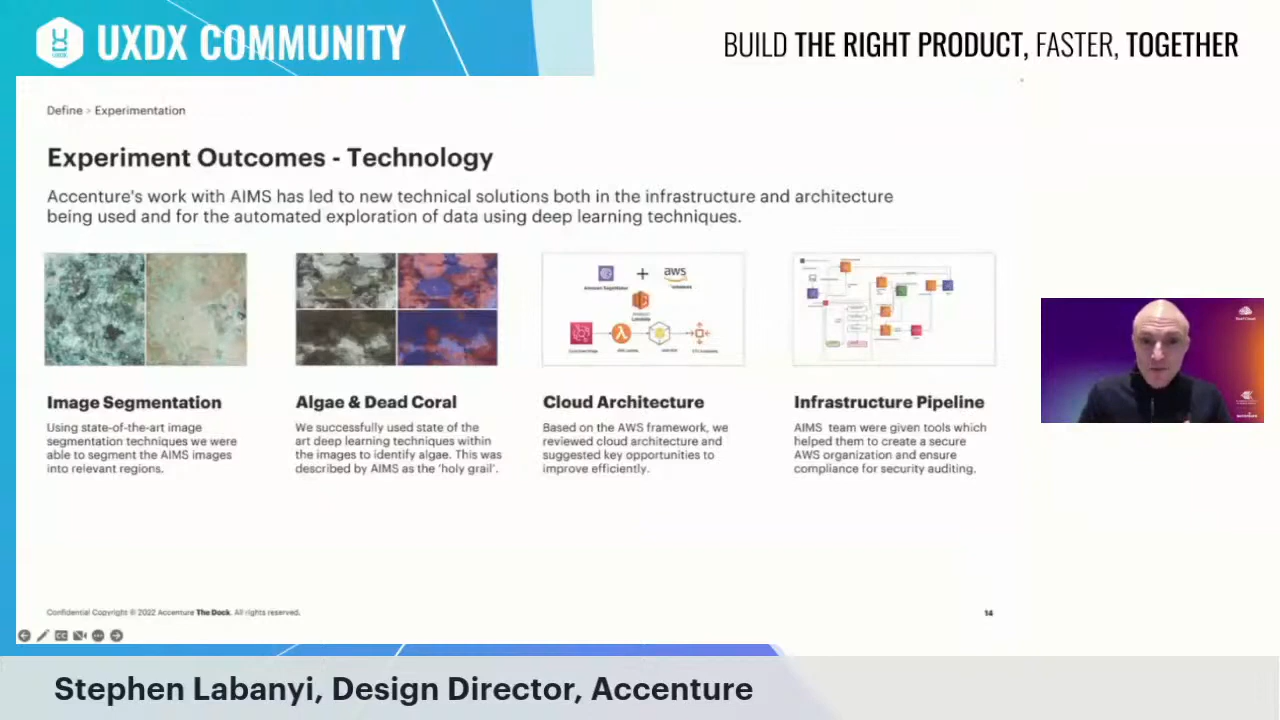 UXDX COMMUNITY
BUILD THE RIGHT PRODUCT, FASTER, TOGETHER
Define > Experimentation
Experiment Outcomes - Technology
Accenture's work with AIMS has led to new technical solutions both in the infrastructure and architecture
being used and for the automated exploration of data using deep learning techniques.
+
aws
Image Segmentation
Using state-of-the-art image
segmentation techniques we were
able to segment the AIMS images
into relevant regions.
Algae & Dead Coral
We successfully used state of the
art deep learning techniques within
the images to identify algae. This was
described by AIMS as the 'holy grail'.
Cloud Architecture
Based on the AWS framework, we
reviewed cloud architecture and
suggested key opportunities to
improve efficiently.
Infrastructure Pipeline
AIMS team were given tools which
helped them to create a secure
AWS organization and ensure
compliance for security auditing.
Confidential Copyright © 2022 Accenture The Dock. All rights reserved.
14
Stephen Labanyi, Design Director, Accenture